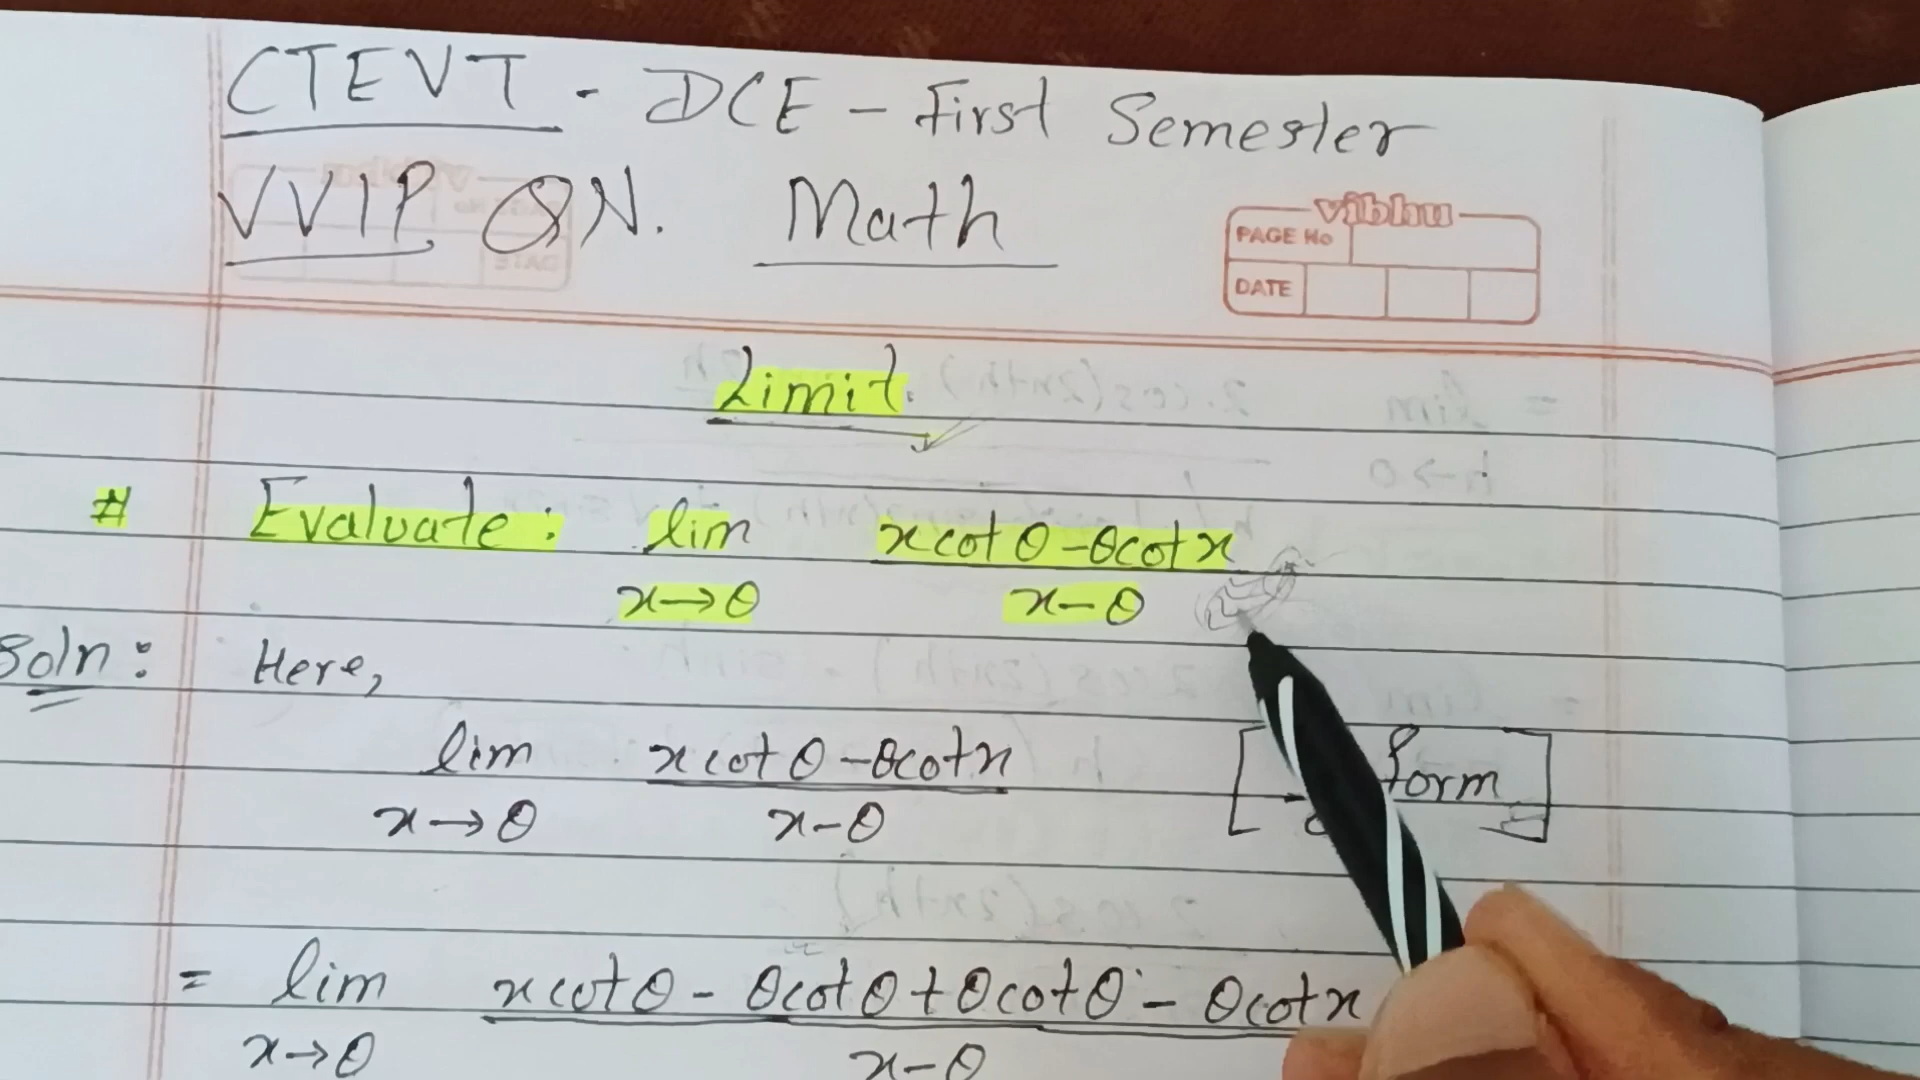 CTEVT - DCE - First Semester
VVIP QN. Math
vibhu
PAGE No
DATE
Limit.
# Evaluate: lim xcotθ-θcotx
x→θ x-θ
Soln: Here,
lim xcotθ-θcotx form
x→θ x-θ
= lim xcotθ - θcotθ + θcotθ - θcotx
x→θ x-θ